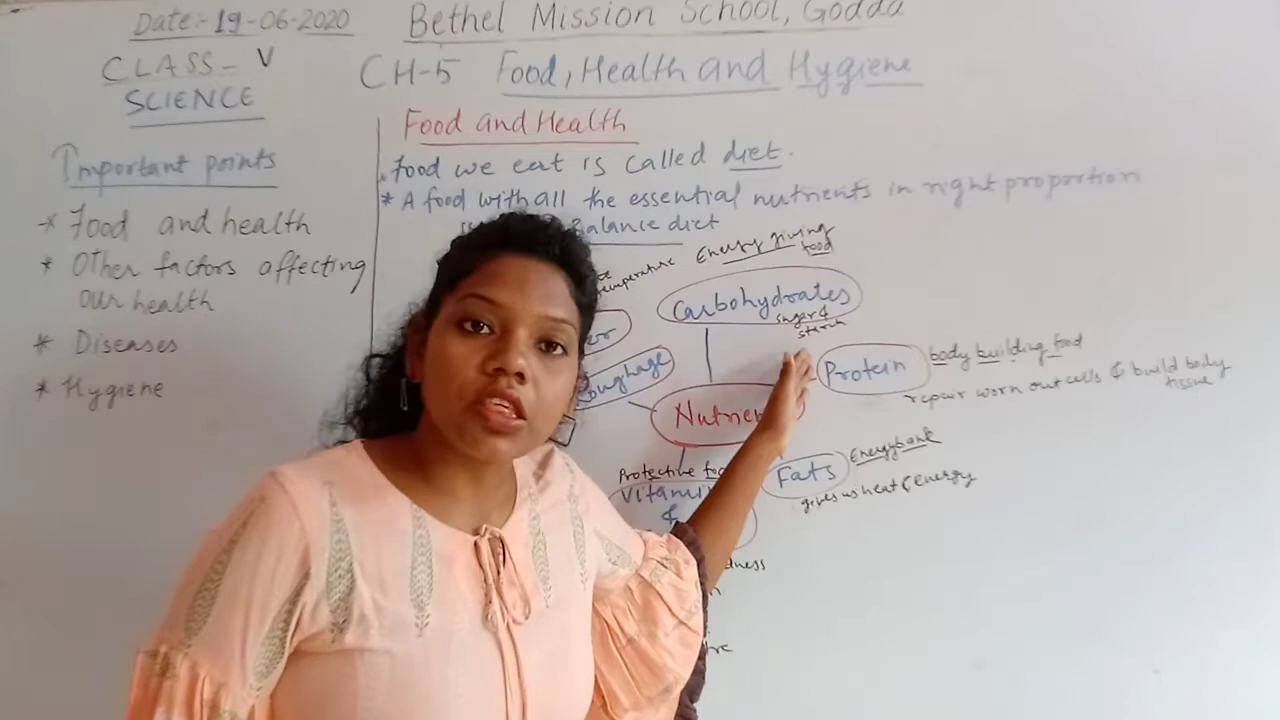 Date:- 19-06-2020
Bethel Mission School, Godda
CLASS- V
SCIENCE
CH-5 Food, Health and Hygiene
Important points
* Food and health
* Other factors affecting
our health
* Diseases
* Hygiene
Food and Health
Food we eat is called diet.
* A food with all the essential nutrients in right proportion
Balance diet
temperature
Energy giving
food
Carbohydrates
sugar &
starch
Roughage
Protein
body building food
repair worn out cells & build body
tissue
Fats
Energy bank
gives us heat & energy
Protective
&